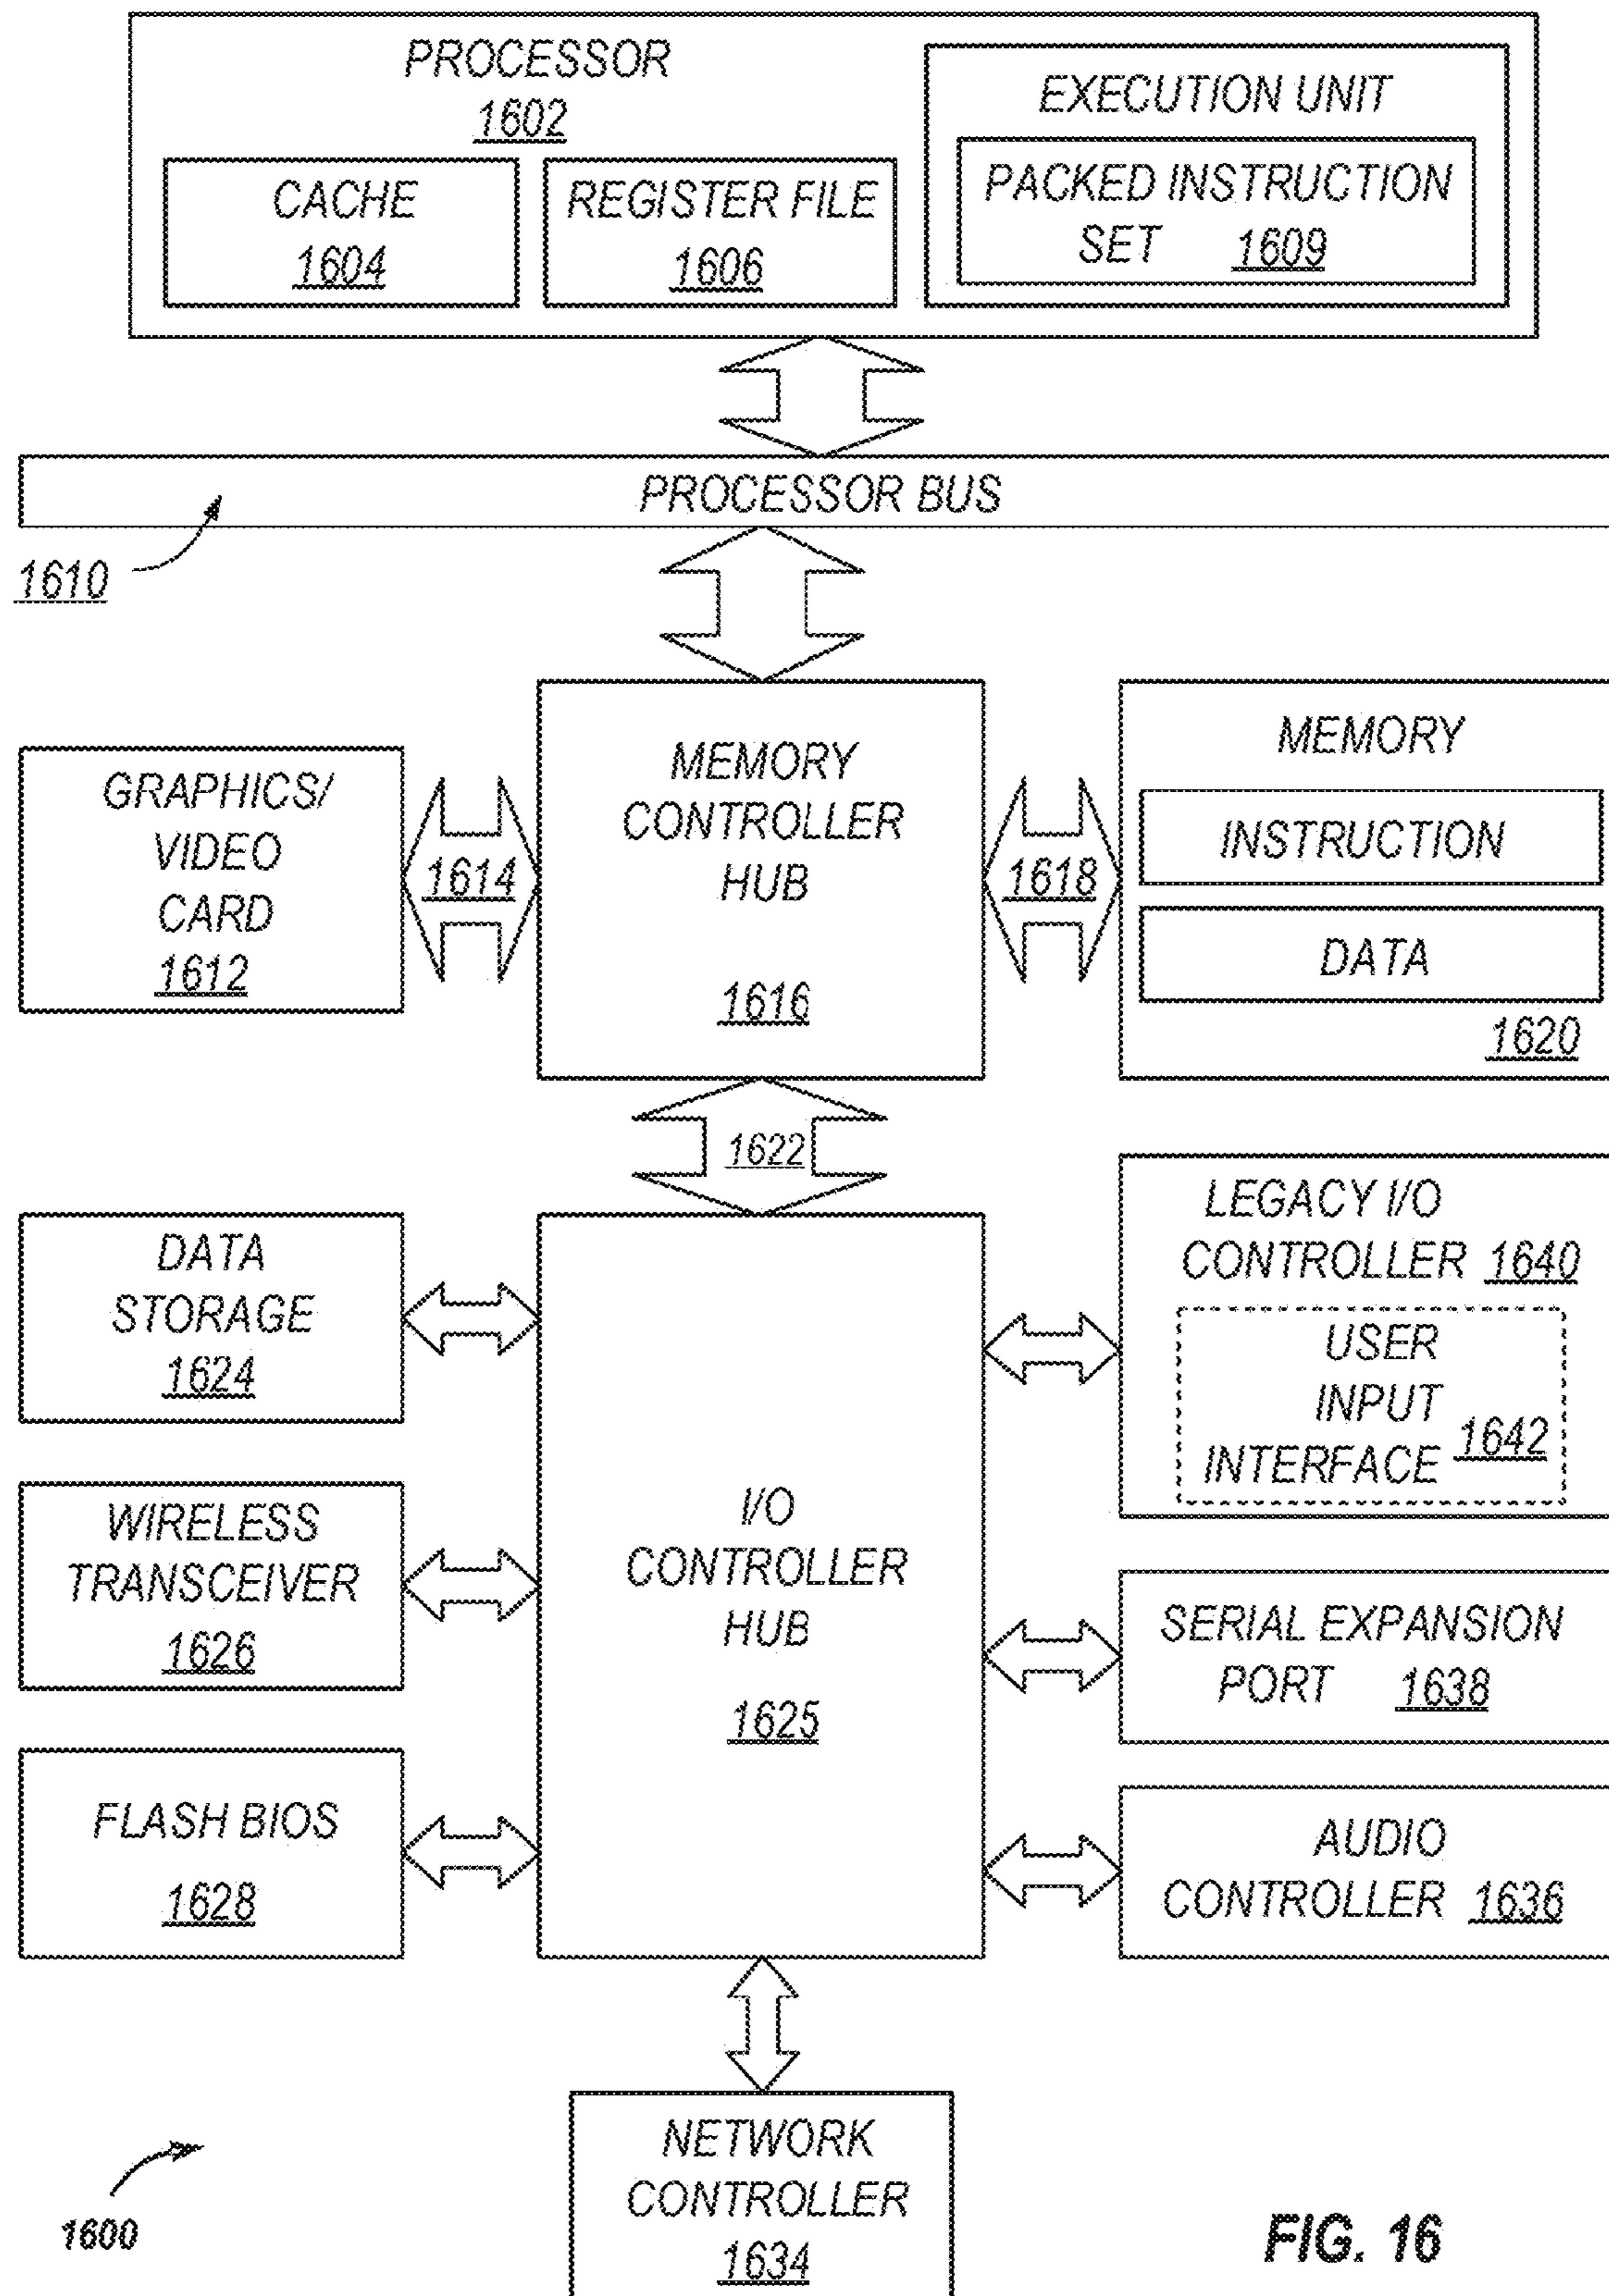 PROCESSOR
1602
CACHE
1604
REGISTER FILE
1606
EXECUTION UNIT
PACKED INSTRUCTION
SET 1609
PROCESSOR BUS
1610
GRAPHICS/
VIDEO
CARD
1612
1614
MEMORY
CONTROLLER
HUB
1616
1618
MEMORY
INSTRUCTION
DATA
1620
1622
DATA
STORAGE
1624
WIRELESS
TRANSCEIVER
1626
FLASH BIOS
1628
I/O
CONTROLLER
HUB
1625
LEGACY I/O
CONTROLLER 1640
USER
INPUT
INTERFACE 1642
SERIAL EXPANSION
PORT 1638
AUDIO
CONTROLLER 1636
NETWORK
CONTROLLER
1634
1600
FIG. 16